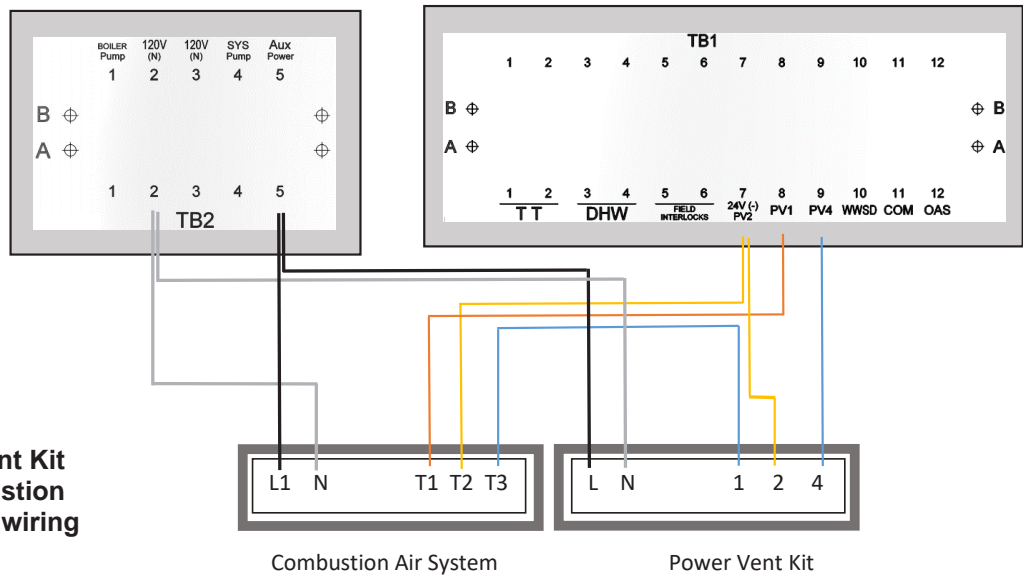 BOILER Pump 120V (N) 120V (N) SYS Pump Aux Power
1 2 3 4 5
B
A
1 2 3 4 5
TB2
TB1
1 2 3 4 5 6 7 8 9 10 11 12
B B
A A
1 2 3 4 5 6 7 8 9 10 11 12
T T DHW FIELD INTERLOCKS 24V (-) PV2 PV1 PV4 WWSD COM OAS
nt Kit
stion
wiring
L1 N T1 T2 T3
L N 1 2 4
Combustion Air System
Power Vent Kit